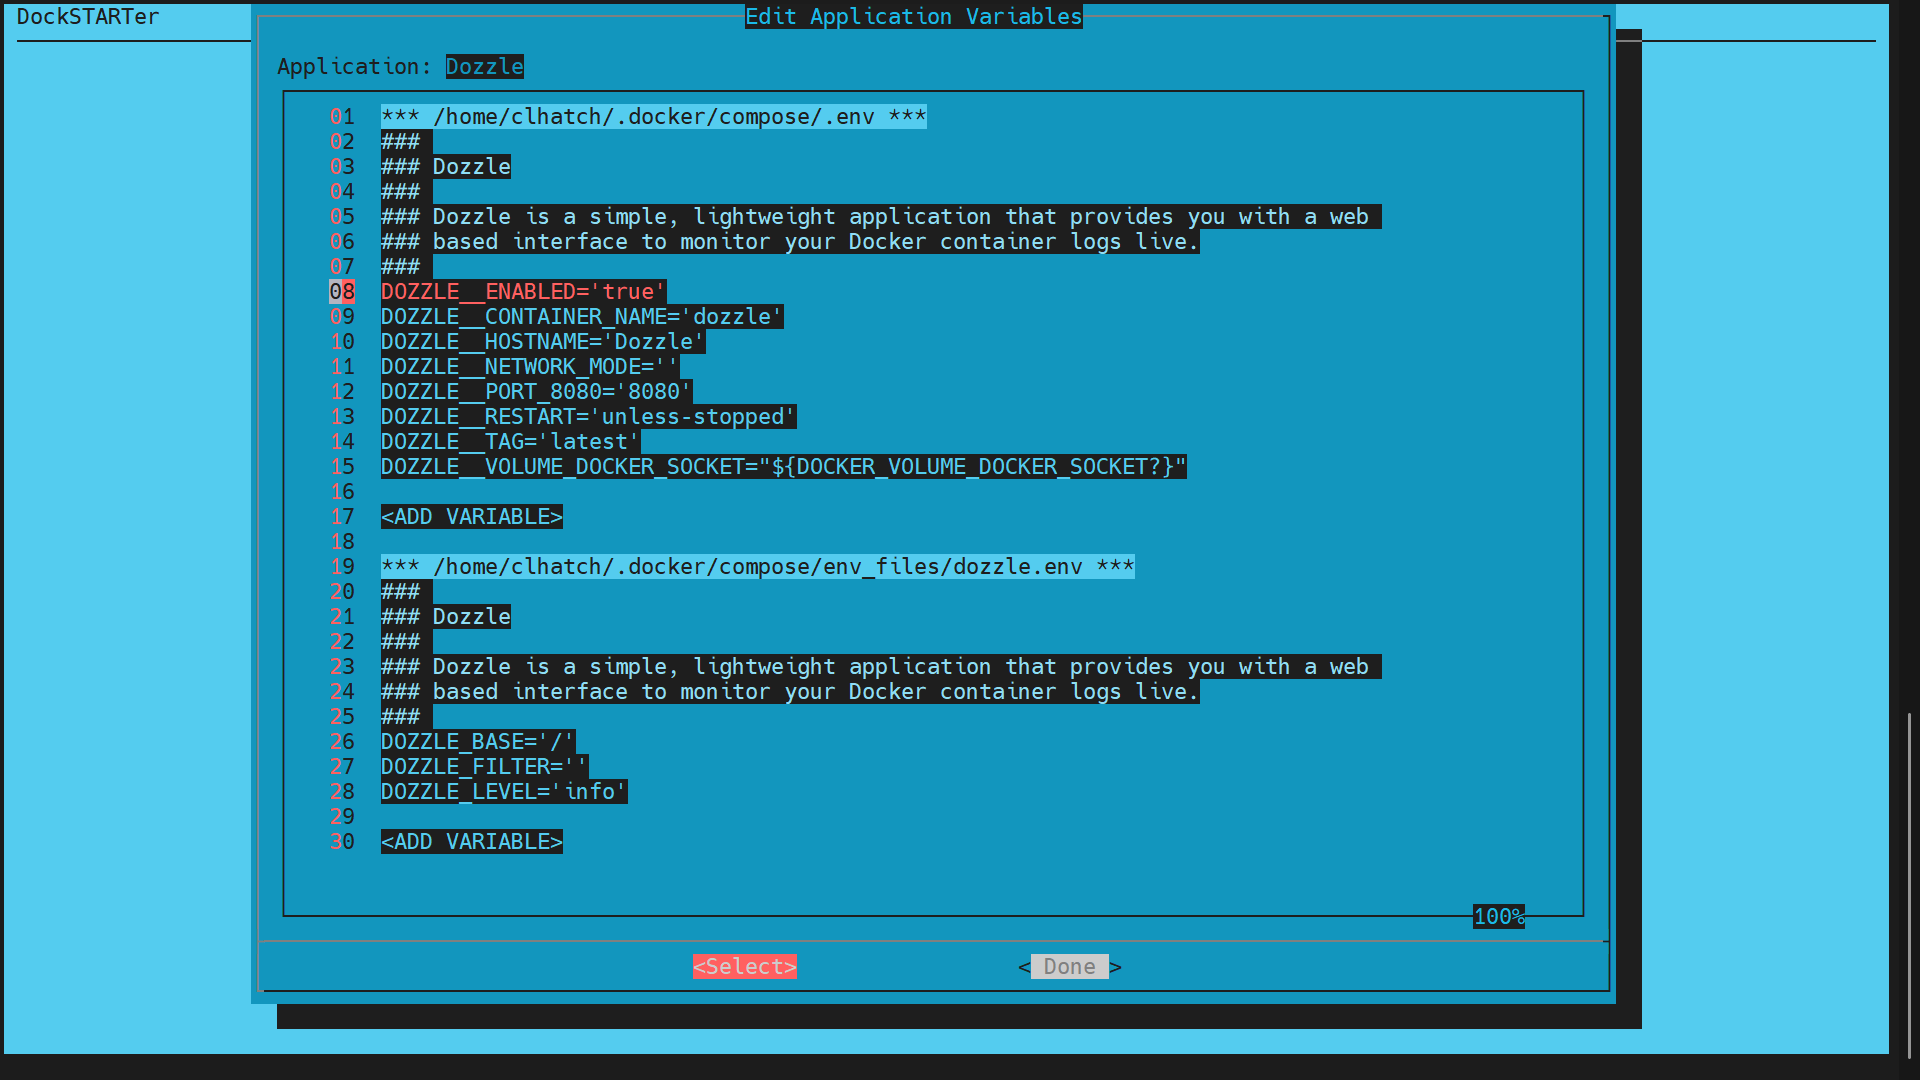 DockSTARTer
Edit Application Variables
Application: Dozzle
01 *** /home/clhatch/.docker/compose/.env ***
02 ###
03 ### Dozzle
04 ###
05 ### Dozzle is a simple, lightweight application that provides you with a web
06 ### based interface to monitor your Docker container logs live.
07 ###
08 DOZZLE__ENABLED='true'
09 DOZZLE__CONTAINER_NAME='dozzle'
10 DOZZLE__HOSTNAME='Dozzle'
11 DOZZLE__NETWORK_MODE=''
12 DOZZLE__PORT_8080='8080'
13 DOZZLE__RESTART='unless-stopped'
14 DOZZLE__TAG='latest'
15 DOZZLE__VOLUME_DOCKER_SOCKET="${DOCKER_VOLUME_DOCKER_SOCKET?}"
16
17 <ADD VARIABLE>
18
19 *** /home/clhatch/.docker/compose/env_files/dozzle.env ***
20 ###
21 ### Dozzle
22 ###
23 ### Dozzle is a simple, lightweight application that provides you with a web
24 ### based interface to monitor your Docker container logs live.
25 ###
26 DOZZLE_BASE='/'
27 DOZZLE_FILTER=''
28 DOZZLE_LEVEL='info'
29
30 <ADD VARIABLE>
100%
<Select> < Done >